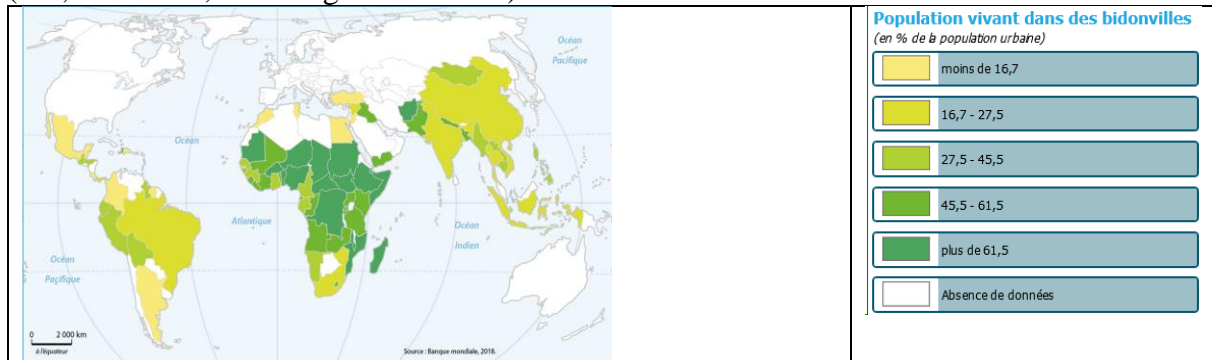 Océan
Pacifique
Océan
Atlantique
Océan
Indien
Océan
Pacifique
0 2 000 km
à l'équateur
Source : Banque mondiale, 2018.
Population vivant dans des bidonvilles
(en % de la population urbaine)
moins de 16,7
16,7 - 27,5
27,5 - 45,5
45,5 - 61,5
plus de 61,5
Absence de données